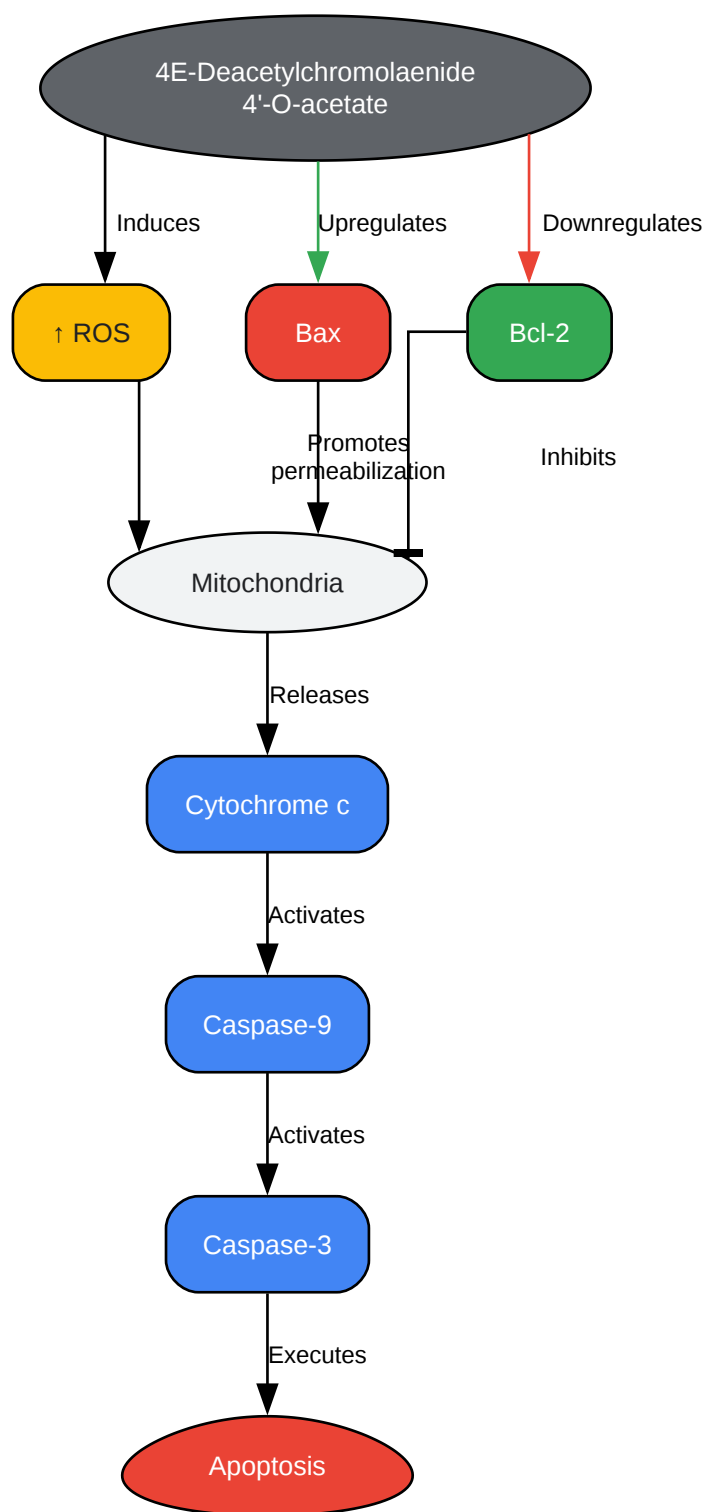 4E-Deacetylchromolaenide
4'-O-acetate
Induces
Upregulates
Downregulates
↑ ROS
Bax
Bcl-2
Promotes
permeabilization
Inhibits
Mitochondria
Releases
Cytochrome c
Activates
Caspase-9
Activates
Caspase-3
Executes
Apoptosis